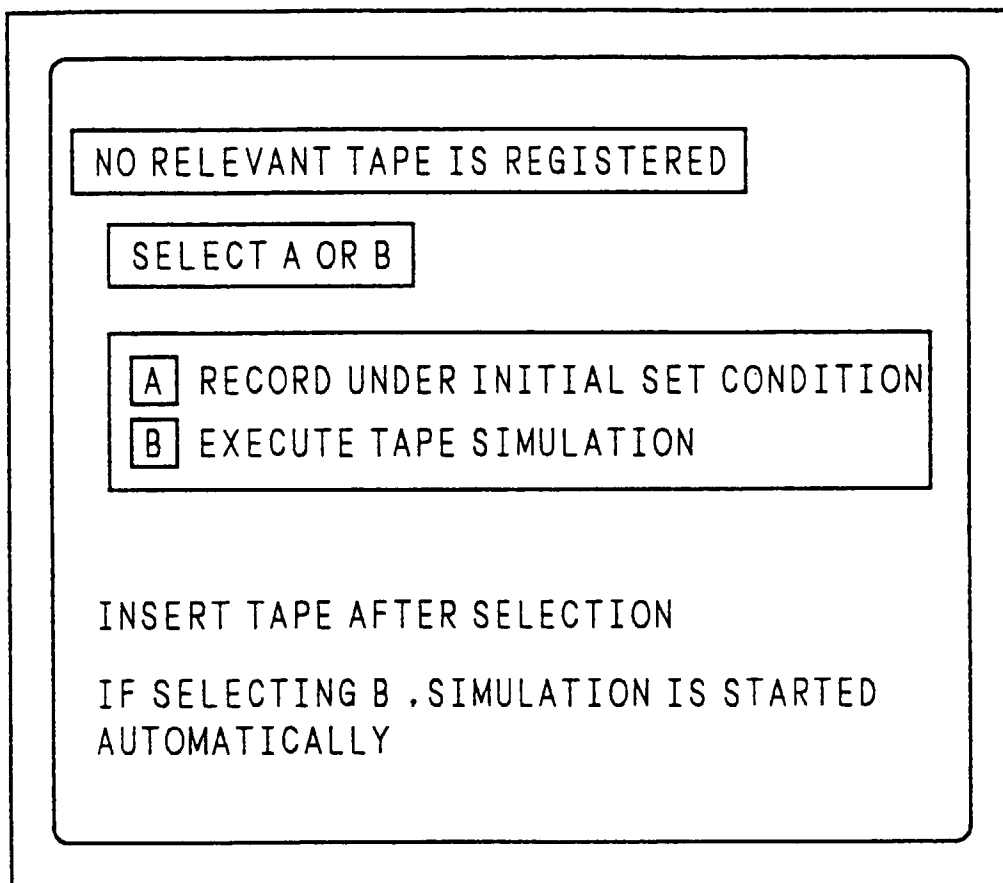 NO RELEVANT TAPE IS REGISTERED
SELECT A OR B
A RECORD UNDER INITIAL SET CONDITION
B EXECUTE TAPE SIMULATION
INSERT TAPE AFTER SELECTION
IF SELECTING B .SIMULATION IS STARTED
AUTOMATICALLY